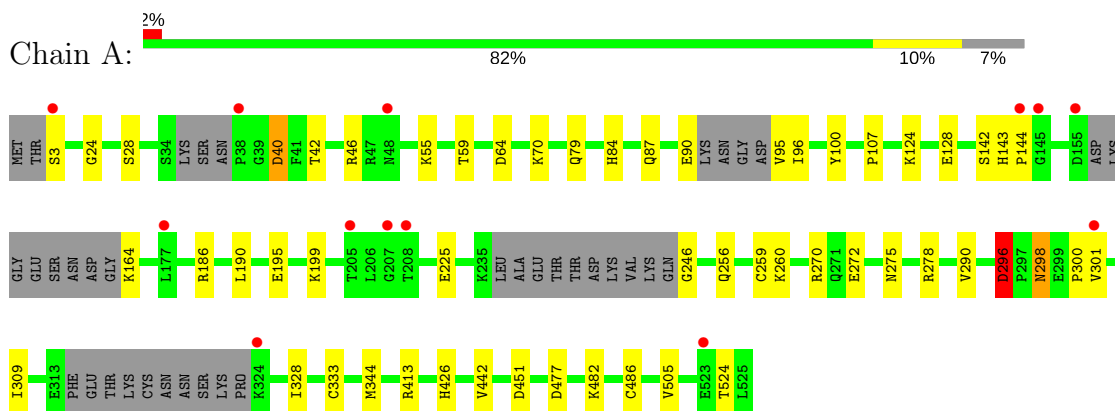 2%
Chain A:
82% 10% 7%
MET THR S3 G24 S28 S34 LYS SER ASN P38 G39 D40 F41 T42 R46 R47 N48 K55 T59 D64 K70 Q79 H84 Q87 E90 LYS ASN GLY ASP V95 I96 Y100 P107 K124 E128 S142 H143 P144 G145 D155 ASP LYS
GLY GLU SER ASN ASP GLY K164 L177 R186 L190 E195 K199 T205 L206 G207 T208 E225 K235 LEU ALA GLU THR THR ASP LYS VAL LYS GLN G246 Q256 C259 K260 R270 Q271 E272 N275 R278 V290 D296 P297 N298 E299 P300 V301
I309 E313 PHE GLU THR LYS CYS ASN ASN SER LYS PRO K324 I328 C333 M344 R413 H426 V442 D451 D477 K482 C486 V505 E523 T524 L525